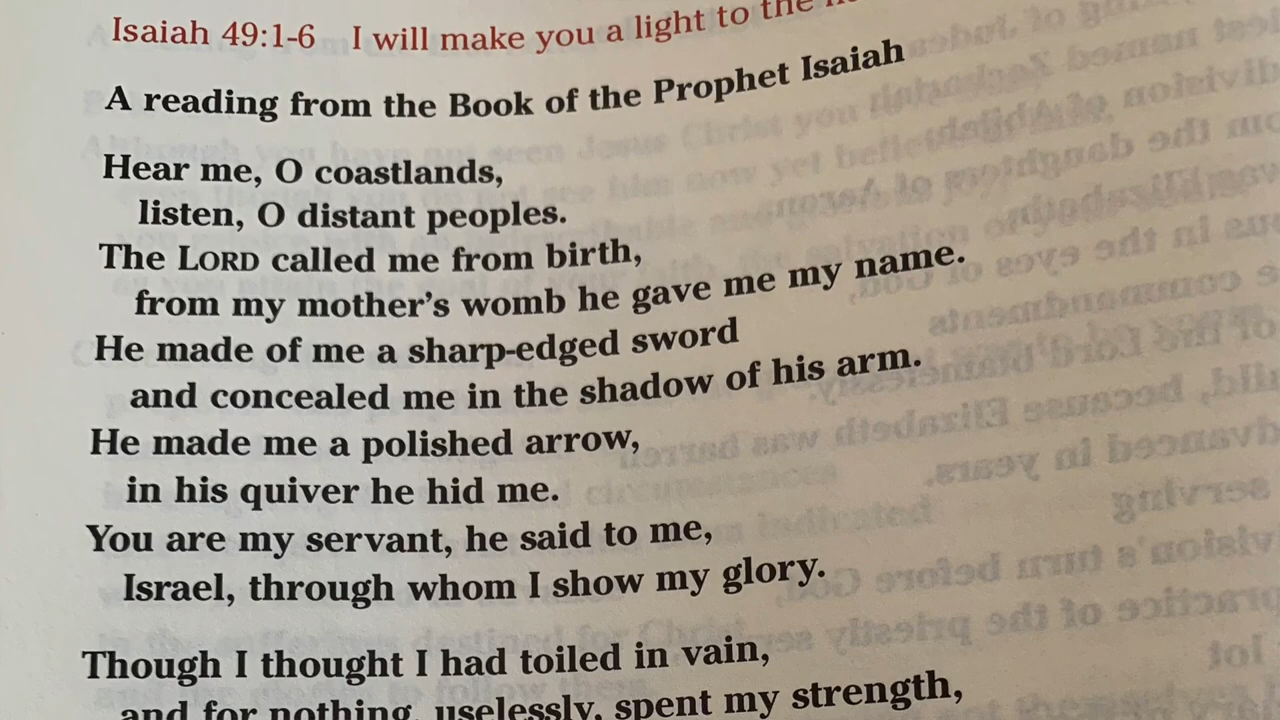 Isaiah 49:1-6 I will make you a light to the
A reading from the Book of the Prophet Isaiah
Hear me, O coastlands,
listen, O distant peoples.
The LORD called me from birth,
from my mother's womb he gave me my name.
He made of me a sharp-edged sword
and concealed me in the shadow of his arm.
He made me a polished arrow,
in his quiver he hid me.
You are my servant, he said to me,
Israel, through whom I show my glory.
Though I thought I had toiled in vain,
and for nothing, uselessly, spent my strength,